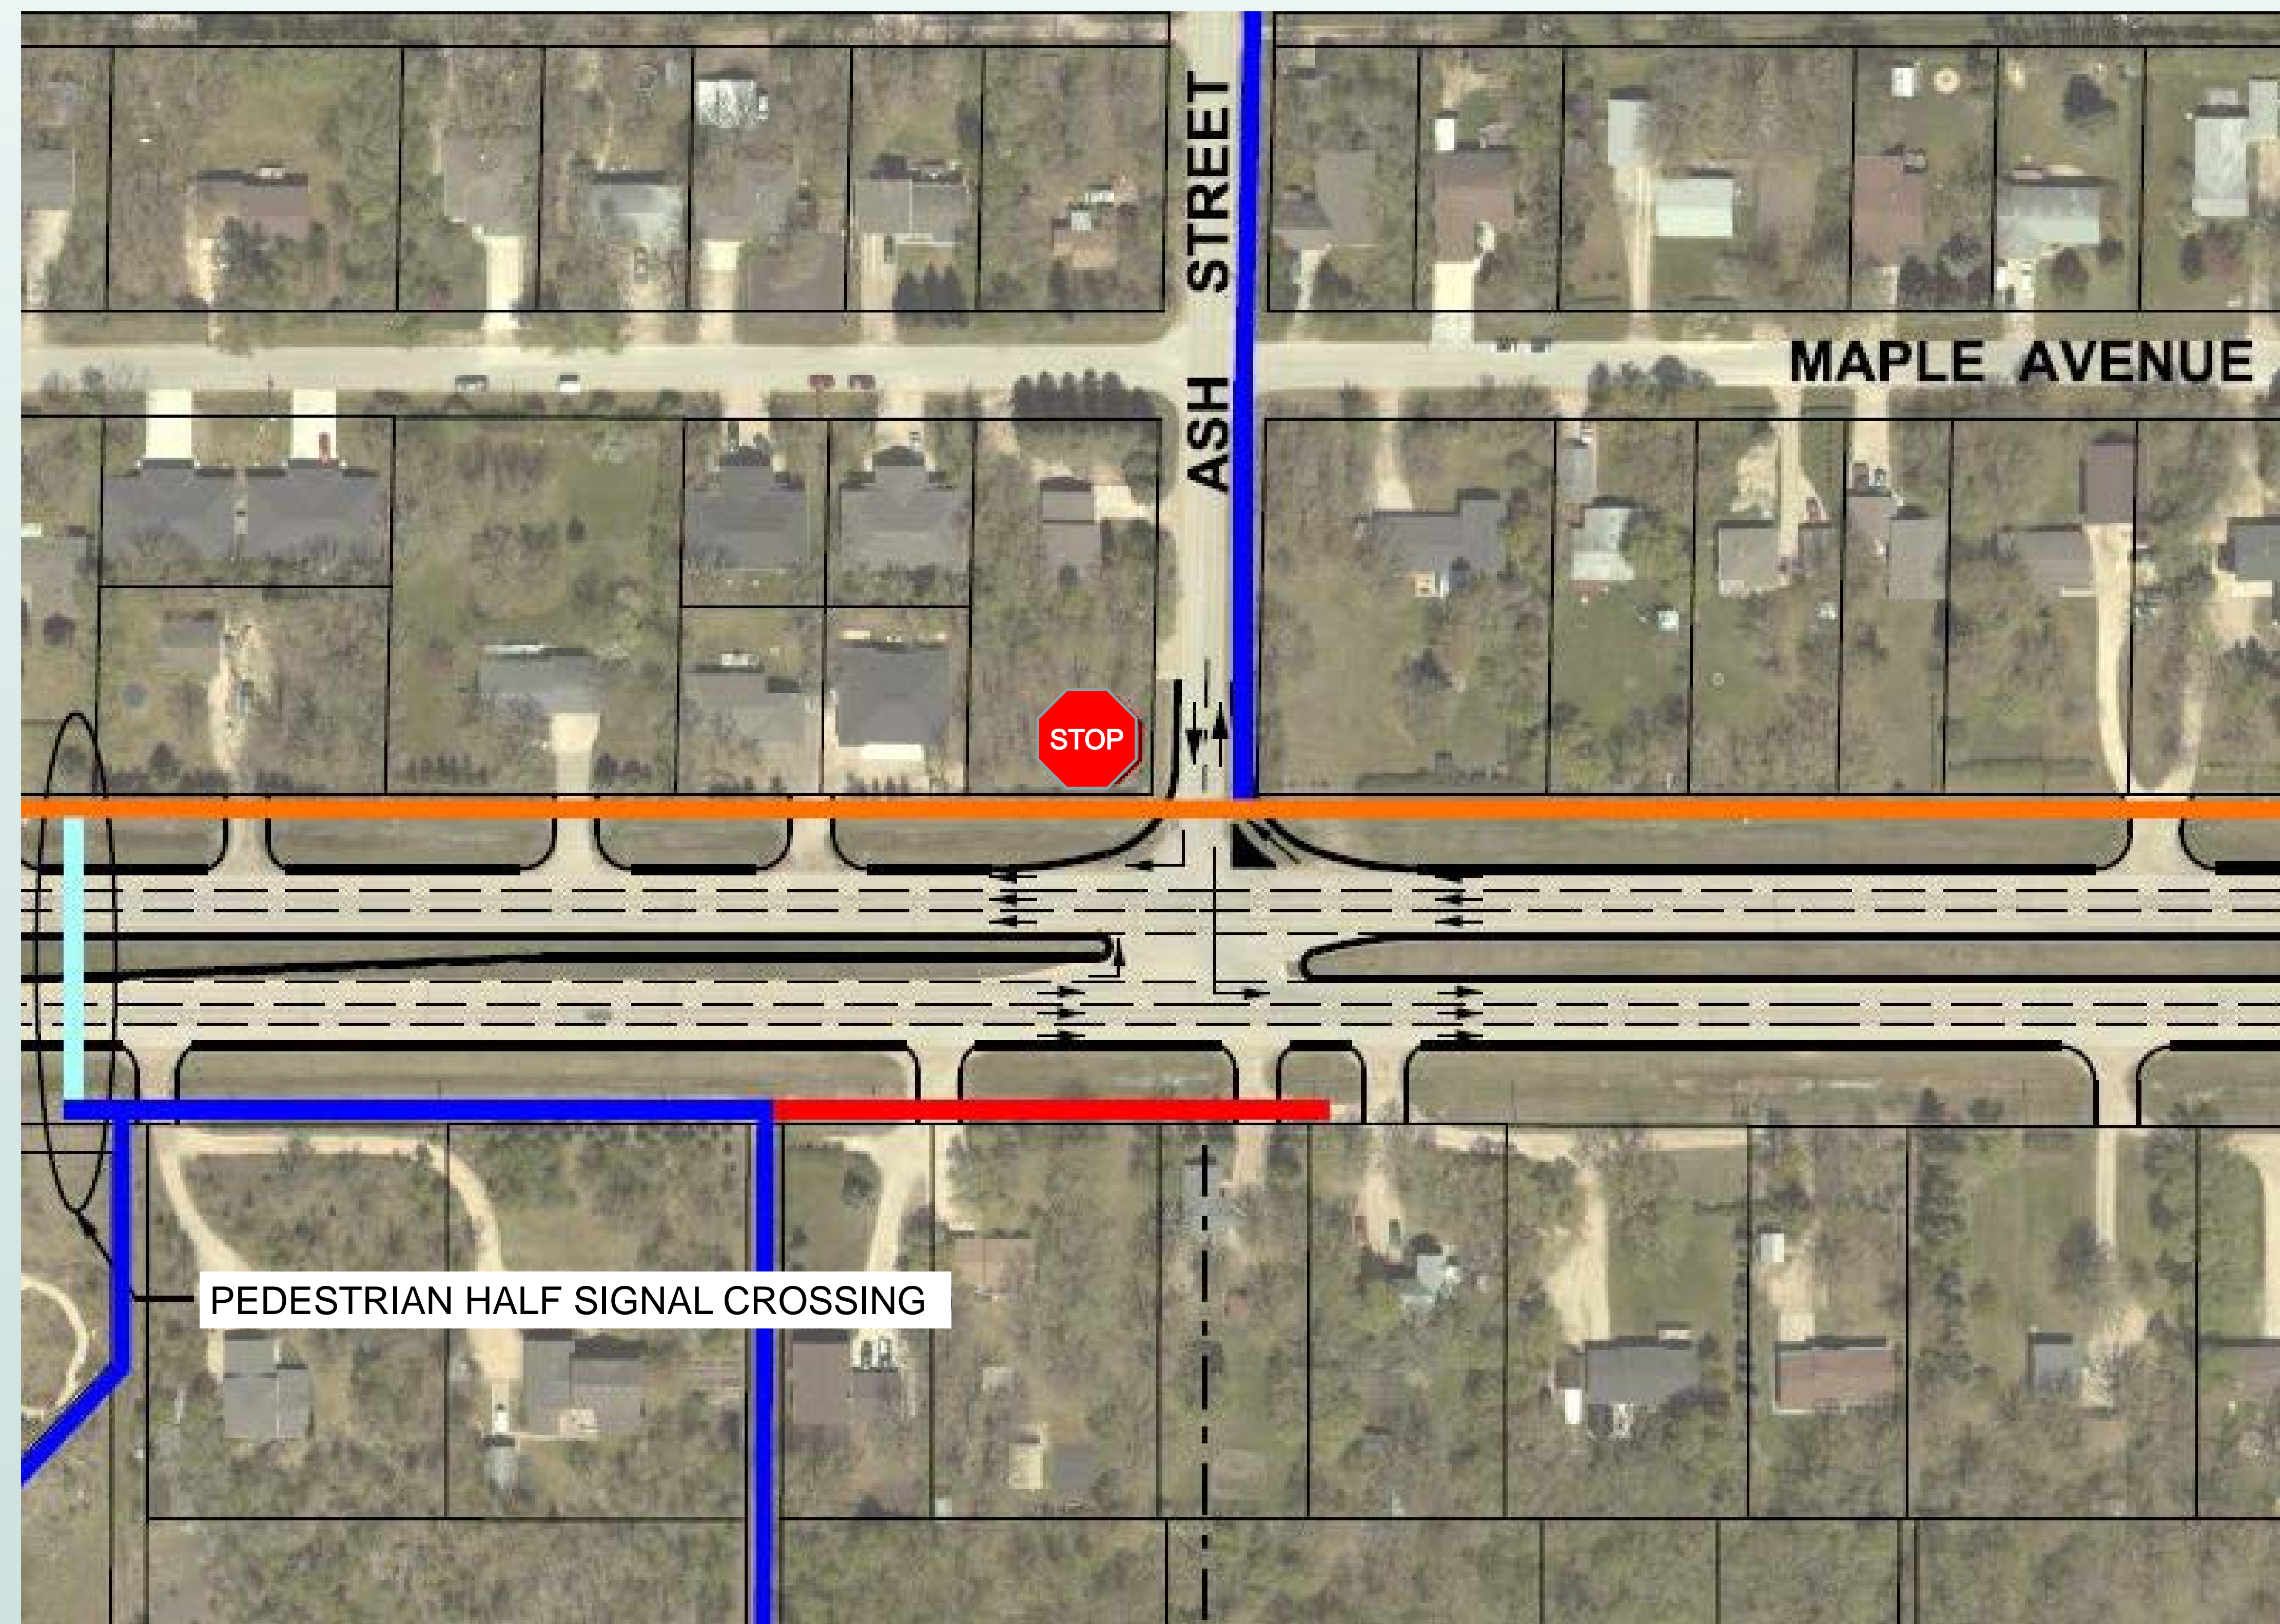 ASH STREET
MAPLE AVENUE
STOP
PEDESTRIAN HALF SIGNAL CROSSING